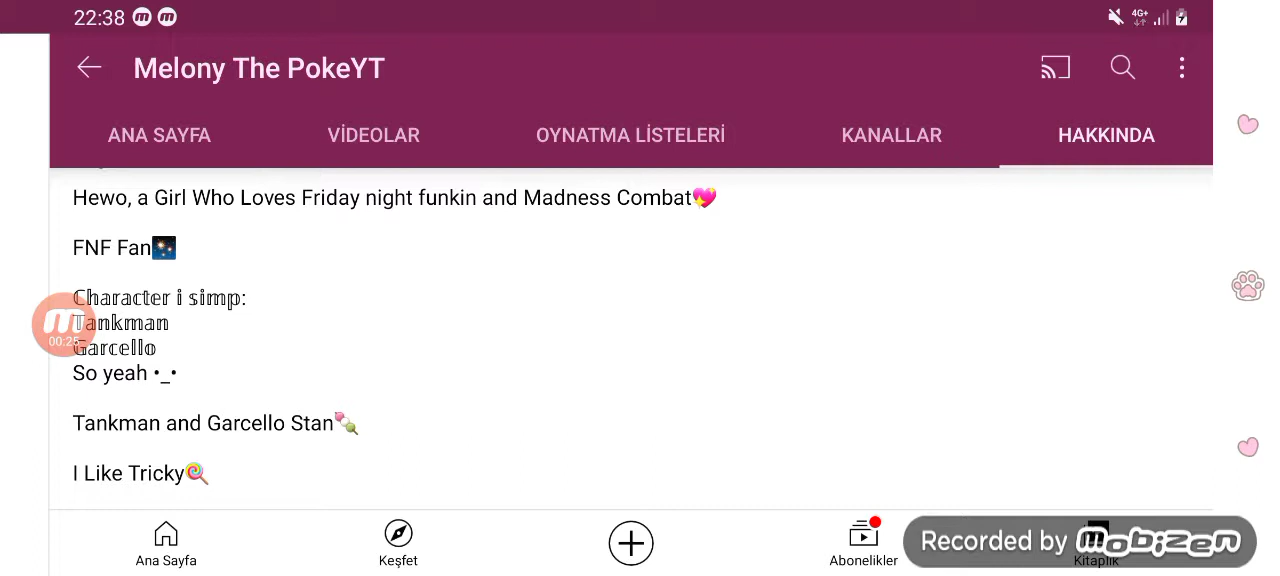 22:38
4G+
Melony The PokeYT
ANA SAYFA VİDEOLAR OYNATMA LİSTELERİ KANALLAR HAKKINDA
Hewo, a Girl Who Loves Friday night funkin and Madness Combat💖
FNF Fan🎇
ℂ𝕙𝕒𝕣𝕒𝕔𝕥𝕖𝕣 𝕚 𝕤𝕚𝕞𝕡:
𝕋𝕒𝕟𝕜𝕞𝕒𝕟
𝔾𝕒𝕣𝕔𝕖𝕝𝕝𝕠
00:25
So yeah •_•
Tankman and Garcello Stan🍡
I Like Tricky🍭
Ana Sayfa Keşfet Abonelikler Kitaplık
Recorded by mobizen